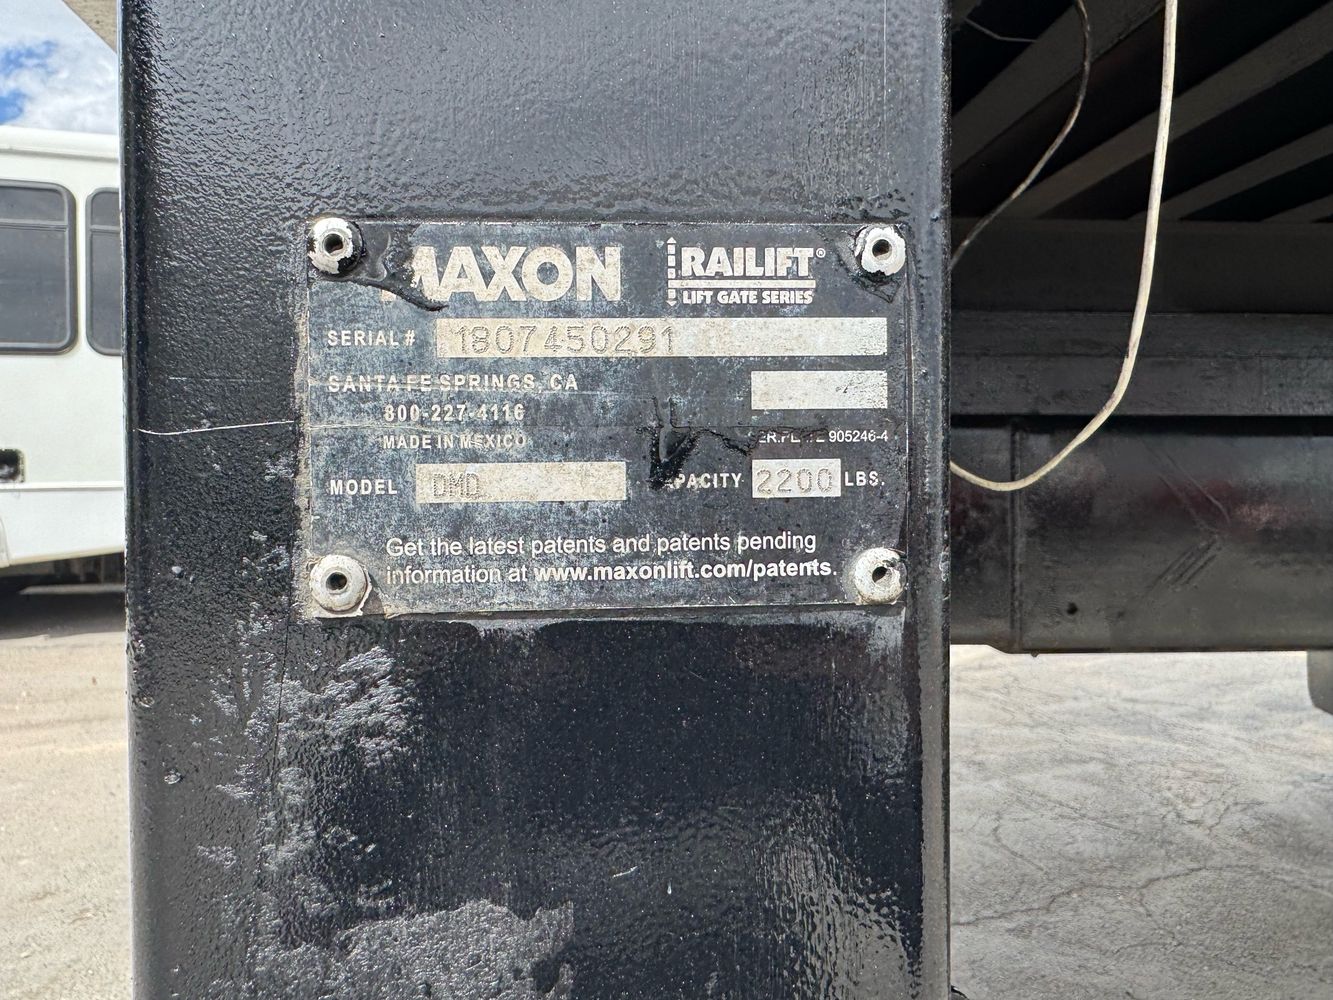 MAXON
RAILIFT®
LIFT GATE SERIES
SERIAL # 1807450291
SANTA FE SPRINGS, CA
800-227-4116
MADE IN MEXICO
905246-4
MODEL DMD CAPACITY 2200 LBS.
Get the latest patents and patents pending
information at www.maxonlift.com/patents.